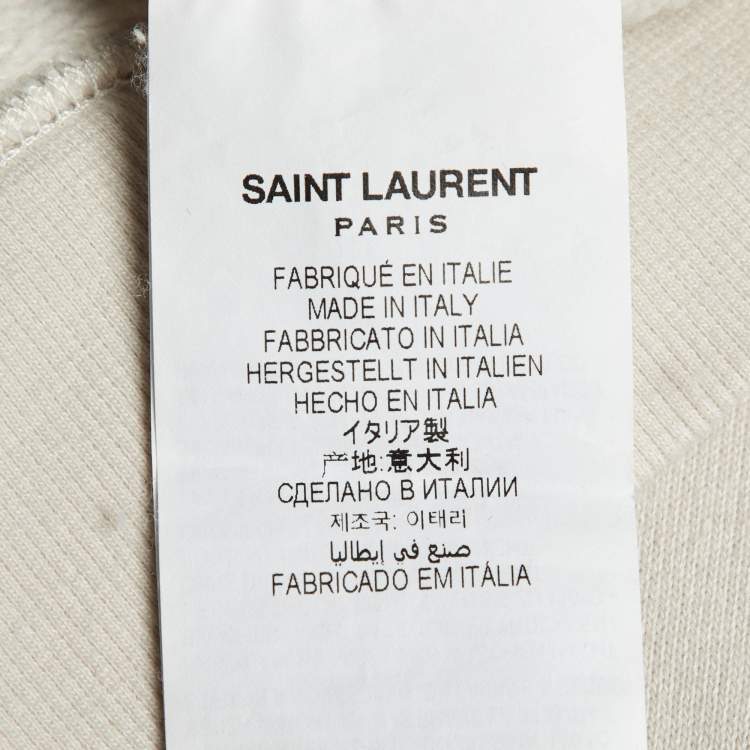 SAINT LAURENT
PARIS
FABRIQUÉ EN ITALIE
MADE IN ITALY
FABBRICATO IN ITALIA
HERGESTELLT IN ITALIEN
HECHO EN ITALIA
イタリア製
产地:意大利
СДЕЛАНО В ИТАЛИИ
제조국: 이태리
صنع في إيطاليا
FABRICADO EM ITÁLIA